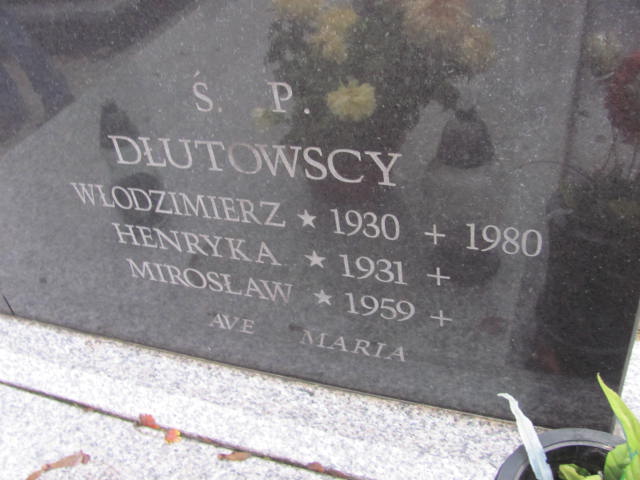 Ś. P.
DŁUTOWSCY
WŁODZIMIERZ ★ 1930 + 1980
HENRYKA ★ 1931 +
MIROSŁAW ★ 1959 +
AVE MARIA